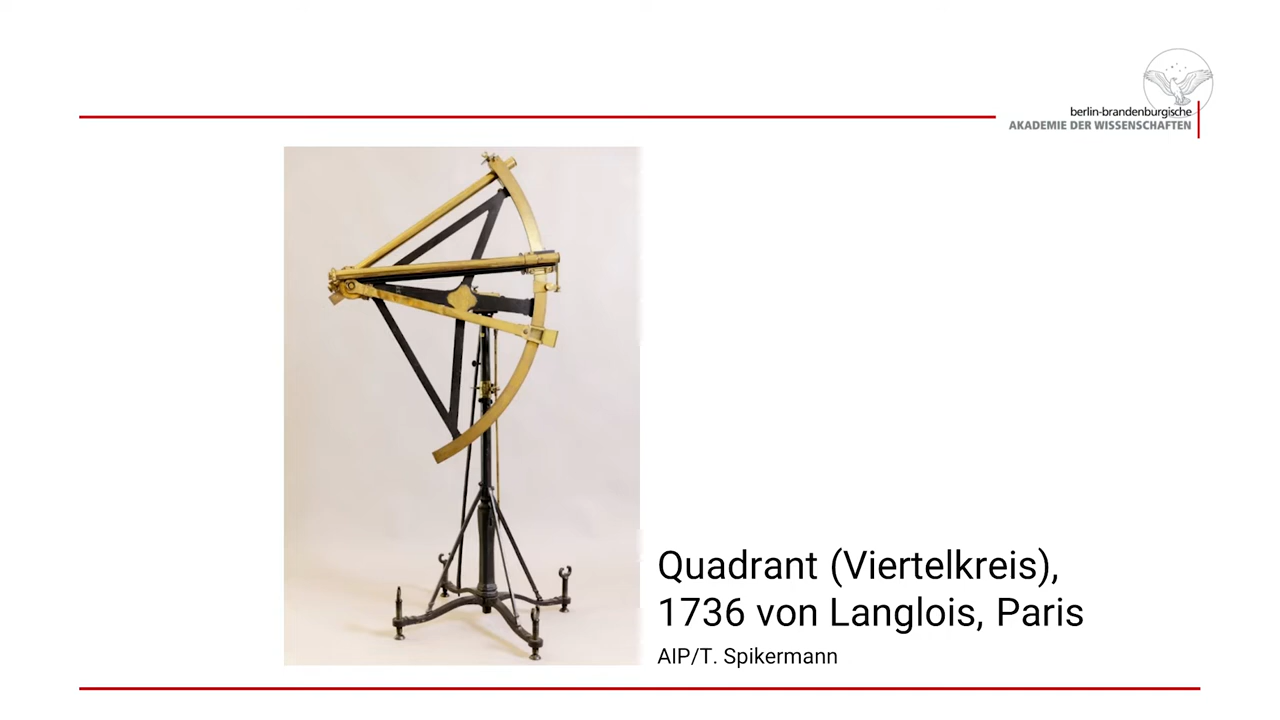 berlin-brandenburgische
AKADEMIE DER WISSENSCHAFTEN
Quadrant (Viertelkreis),
1736 von Langlois, Paris
AIP/T. Spikermann